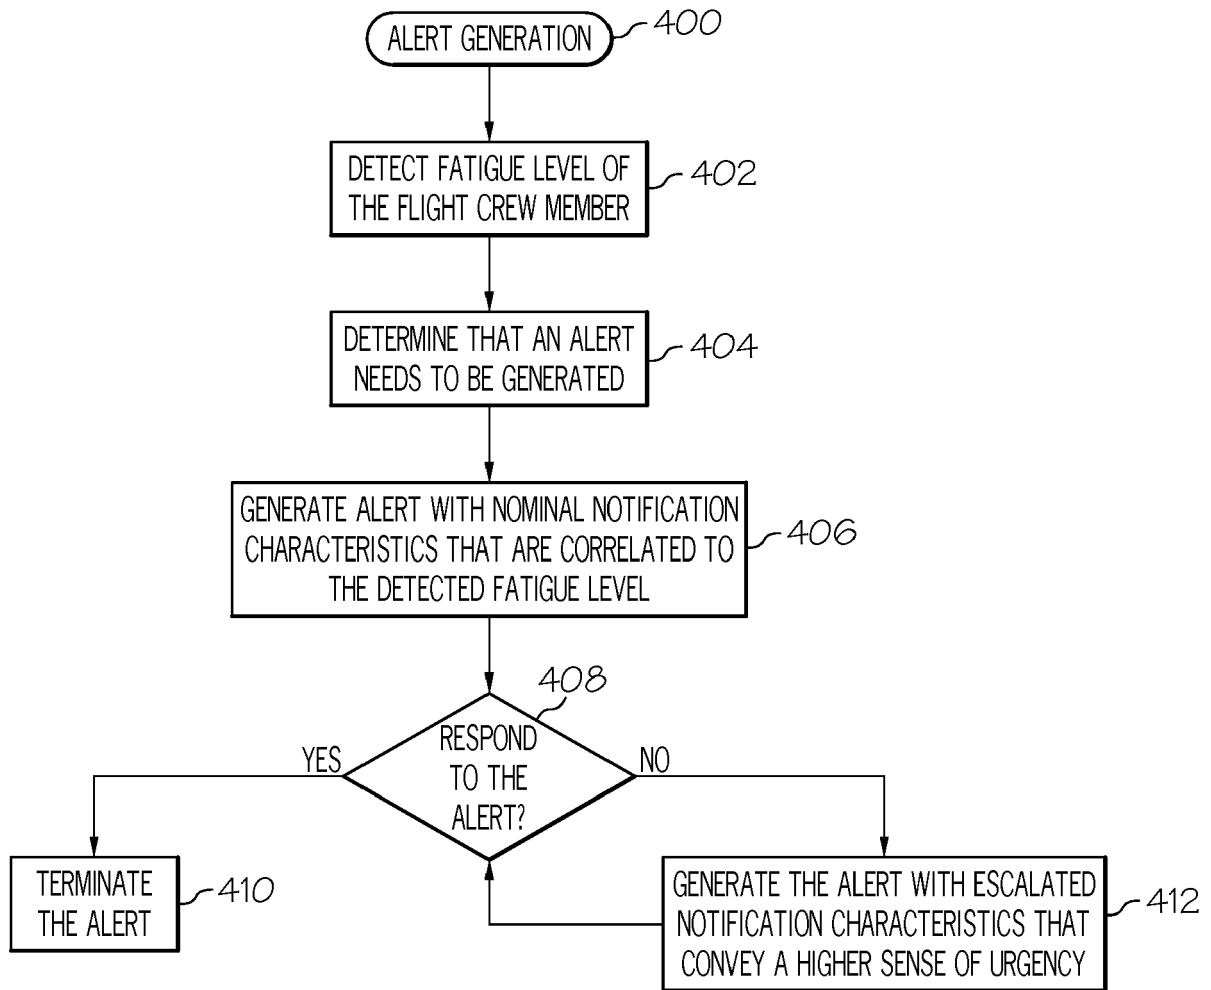 ALERT GENERATION
400
DETECT FATIGUE LEVEL OF
THE FLIGHT CREW MEMBER
402
DETERMINE THAT AN ALERT
NEEDS TO BE GENERATED
404
GENERATE ALERT WITH NOMINAL NOTIFICATION
CHARACTERISTICS THAT ARE CORRELATED TO
THE DETECTED FATIGUE LEVEL
406
408
RESPOND
TO THE
ALERT?
YES
NO
TERMINATE
THE ALERT
410
GENERATE THE ALERT WITH ESCALATED
NOTIFICATION CHARACTERISTICS THAT
CONVEY A HIGHER SENSE OF URGENCY
412